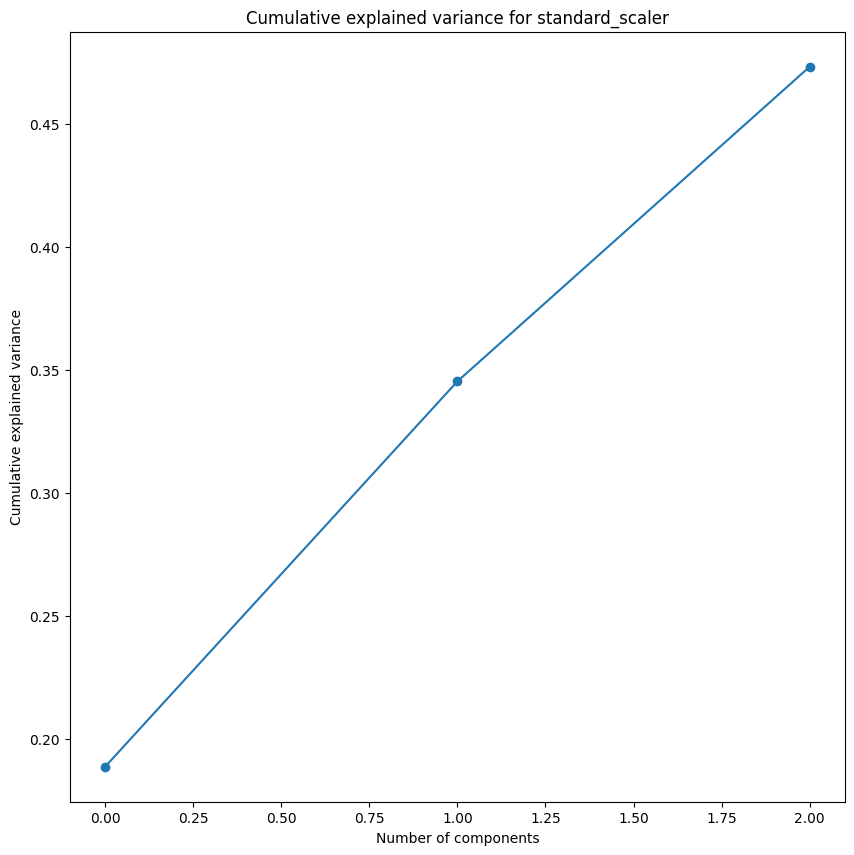 Cumulative explained variance for standard_scaler
Cumulative explained variance
0.45
0.40
0.35
0.30
0.25
0.20
0.00 0.25 0.50 0.75 1.00 1.25 1.50 1.75 2.00
Number of components